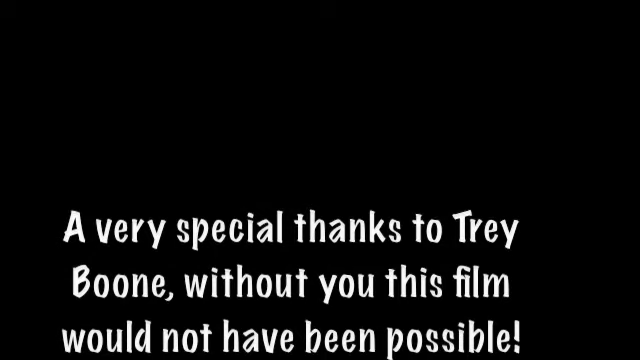 A very special thanks to Trey
Boone, without you this film
would not have been possible!